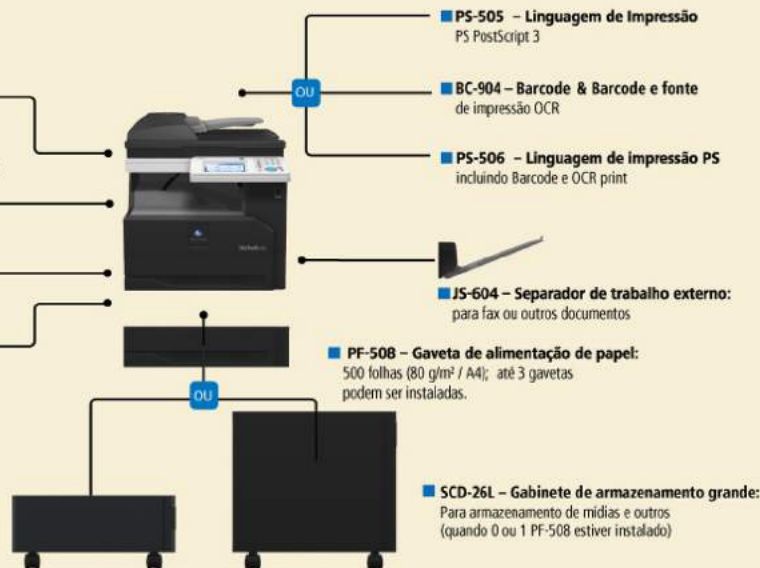 PS-505 – Linguagem de Impressão
PS PostScript 3
OU
BC-904 – Barcode & Barcode e fonte
de impressão OCR
PS-506 – Linguagem de impressão PS
incluindo Barcode e OCR print
JS-604 – Separador de trabalho externo:
para fax ou outros documentos
PF-508 – Gaveta de alimentação de papel:
500 folhas (80 g/m² / A4); até 3 gavetas
podem ser instaladas.
OU
SCD-26L – Gabinete de armazenamento grande:
Para armazenamento de mídias e outros
(quando 0 ou 1 PF-508 estiver instalado)